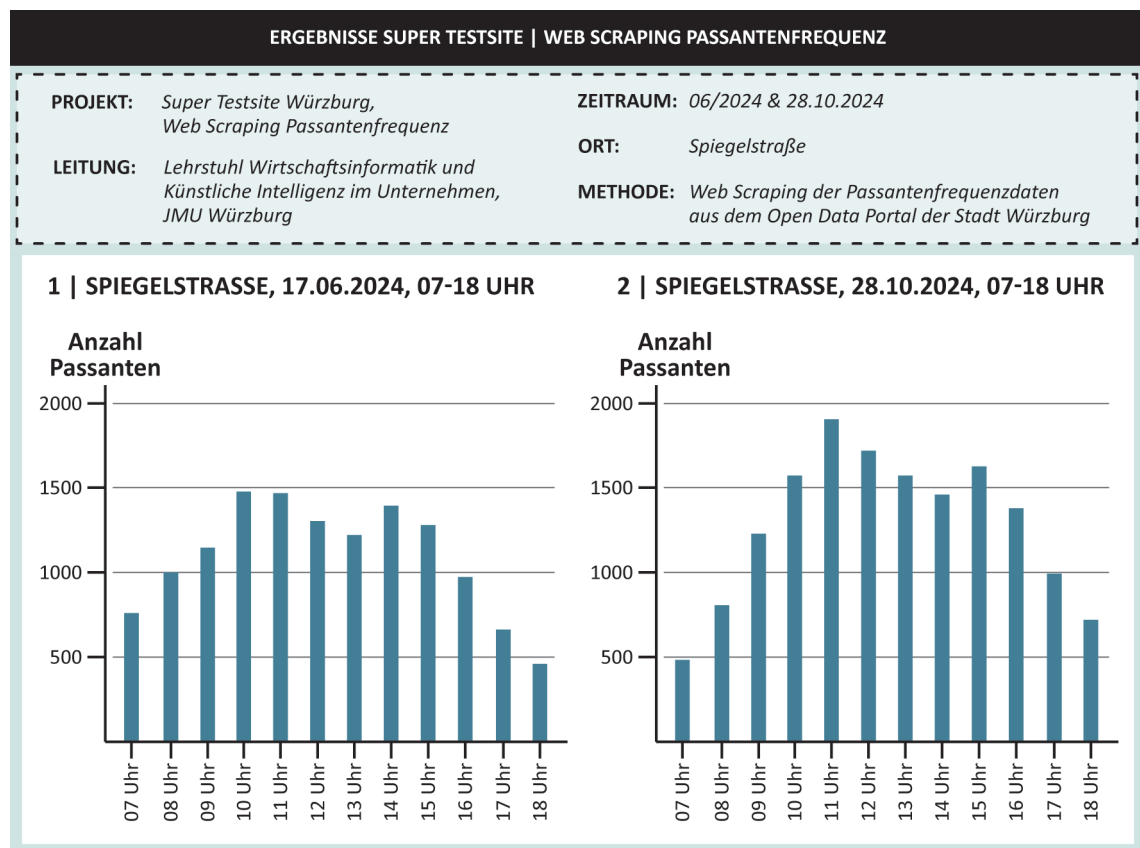 ERGEBNISSE SUPER TESTSITE | WEB SCRAPING PASSANTENFREQUENZ
PROJEKT: Super Testsite Würzburg,
Web Scraping Passantenfrequenz
LEITUNG: Lehrstuhl Wirtschaftsinformatik und
Künstliche Intelligenz im Unternehmen,
JMU Würzburg
ZEITRAUM: 06/2024 & 28.10.2024
ORT: Spiegelstraße
METHODE: Web Scraping der Passantenfrequenzdaten
aus dem Open Data Portal der Stadt Würzburg
1 | SPIEGELSTRASSE, 17.06.2024, 07-18 UHR
Anzahl
Passanten
2000
1500
1000
500
07 Uhr
08 Uhr
09 Uhr
10 Uhr
11 Uhr
12 Uhr
13 Uhr
14 Uhr
15 Uhr
16 Uhr
17 Uhr
18 Uhr
2 | SPIEGELSTRASSE, 28.10.2024, 07-18 UHR
Anzahl
Passanten
2000
1500
1000
500
07 Uhr
08 Uhr
09 Uhr
10 Uhr
11 Uhr
12 Uhr
13 Uhr
14 Uhr
15 Uhr
16 Uhr
17 Uhr
18 Uhr